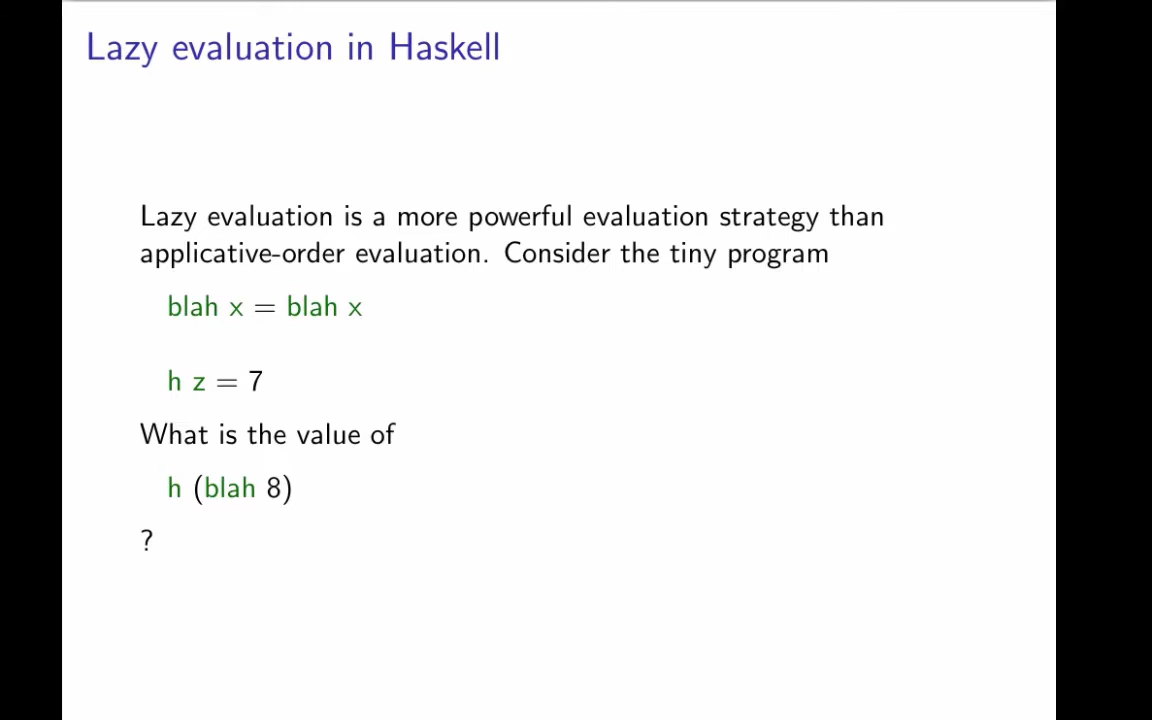 Lazy evaluation in Haskell
Lazy evaluation is a more powerful evaluation strategy than
applicative-order evaluation. Consider the tiny program
blah x = blah x
h z = 7
What is the value of
h (blah 8)
?